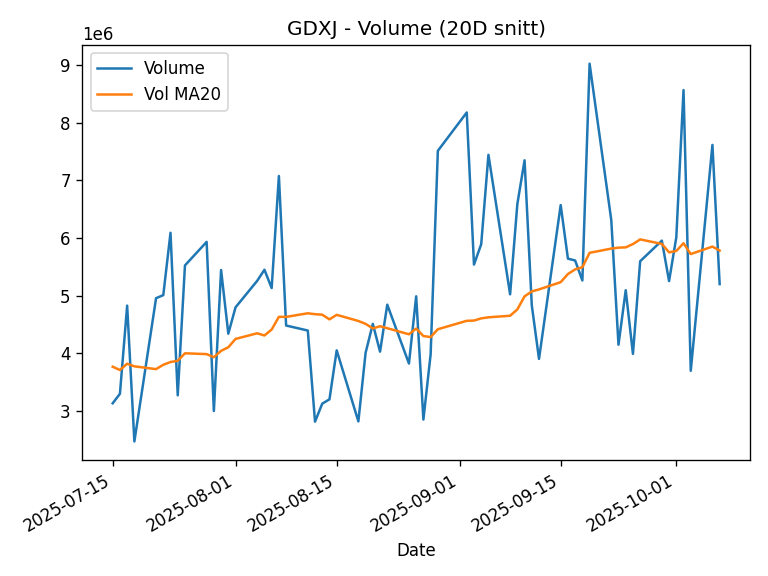 GDXJ - Volume (20D snitt)
1e6
Volume
Vol MA20
9
8
7
6
5
4
3
2025-07-15
2025-08-01
2025-08-15
2025-09-01
2025-09-15
2025-10-01
Date